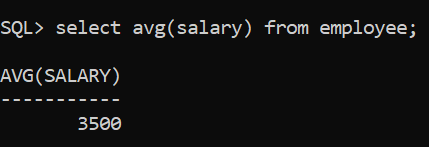 SQL> select avg(salary) from employee;
AVG(SALARY)
-----------
3500